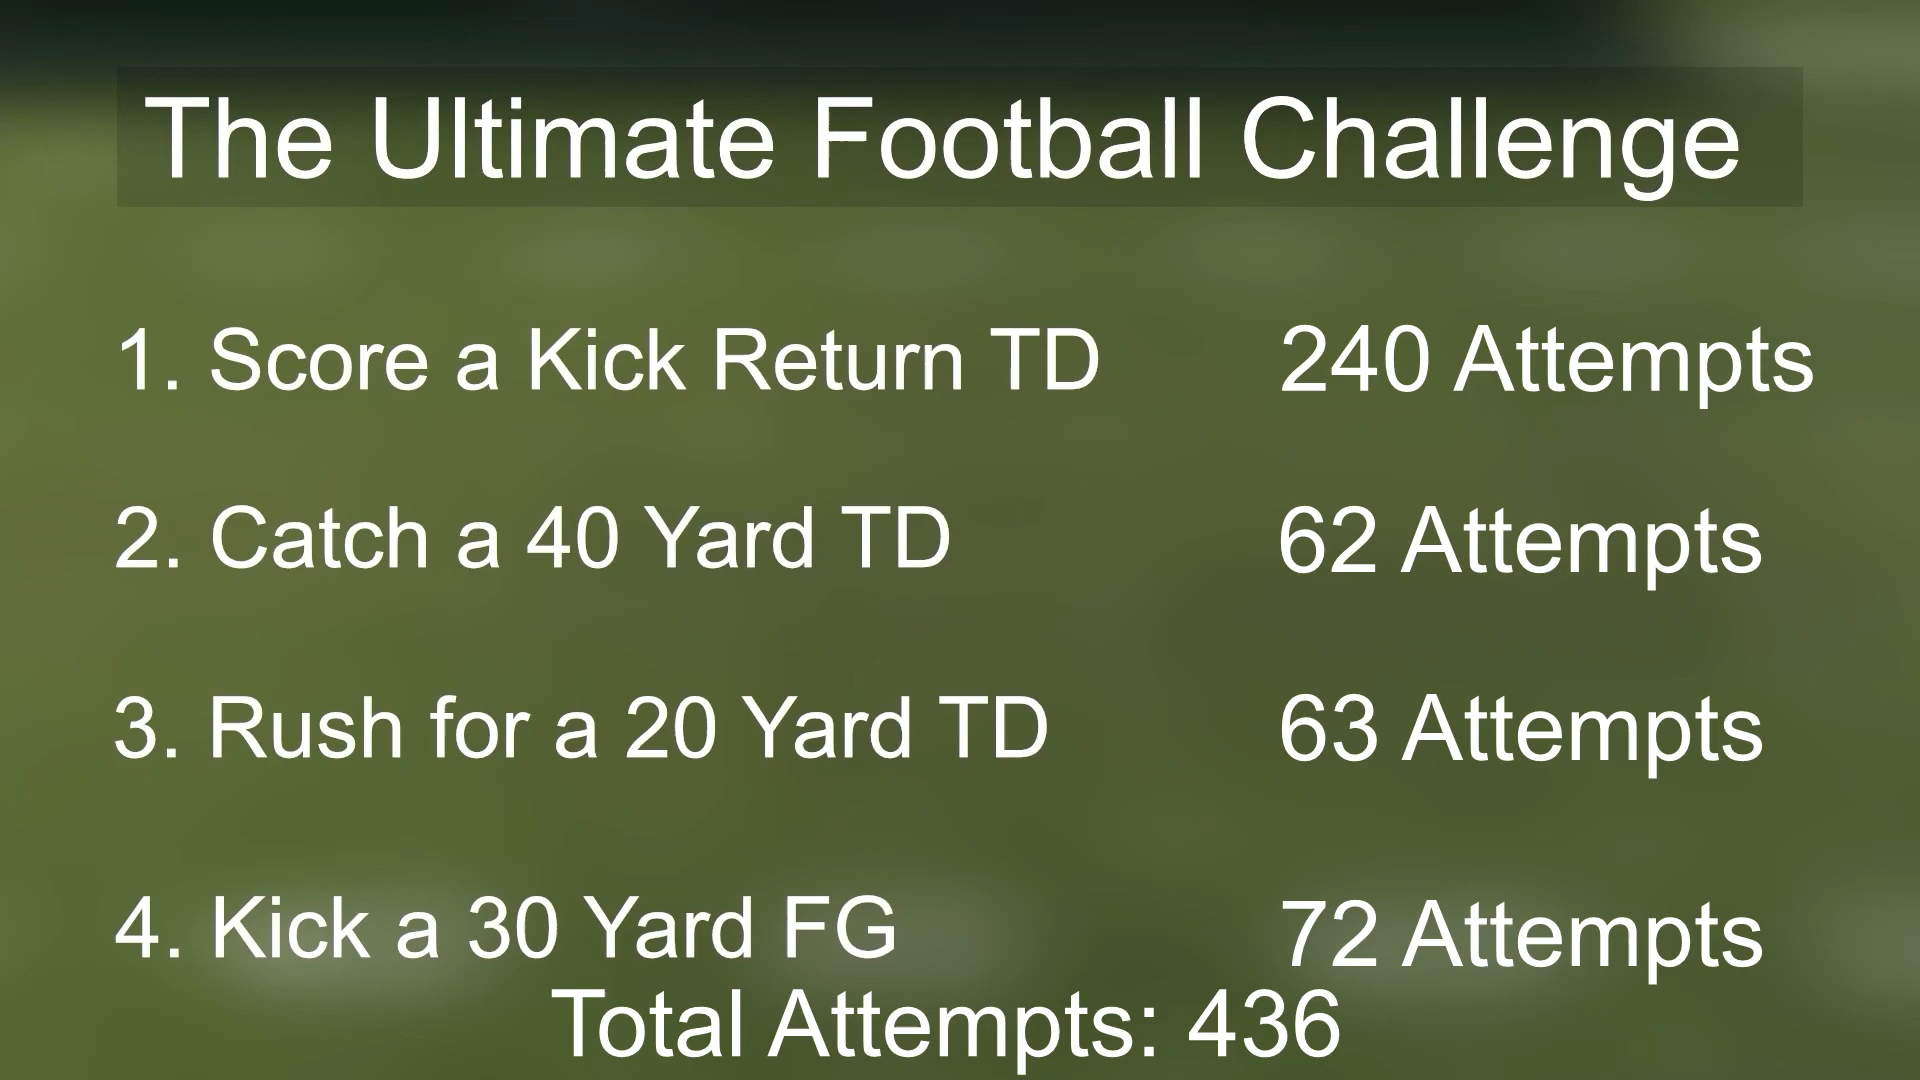 The Ultimate Football Challenge
1. Score a Kick Return TD 240 Attempts
2. Catch a 40 Yard TD 62 Attempts
3. Rush for a 20 Yard TD 63 Attempts
4. Kick a 30 Yard FG 72 Attempts
Total Attempts: 436